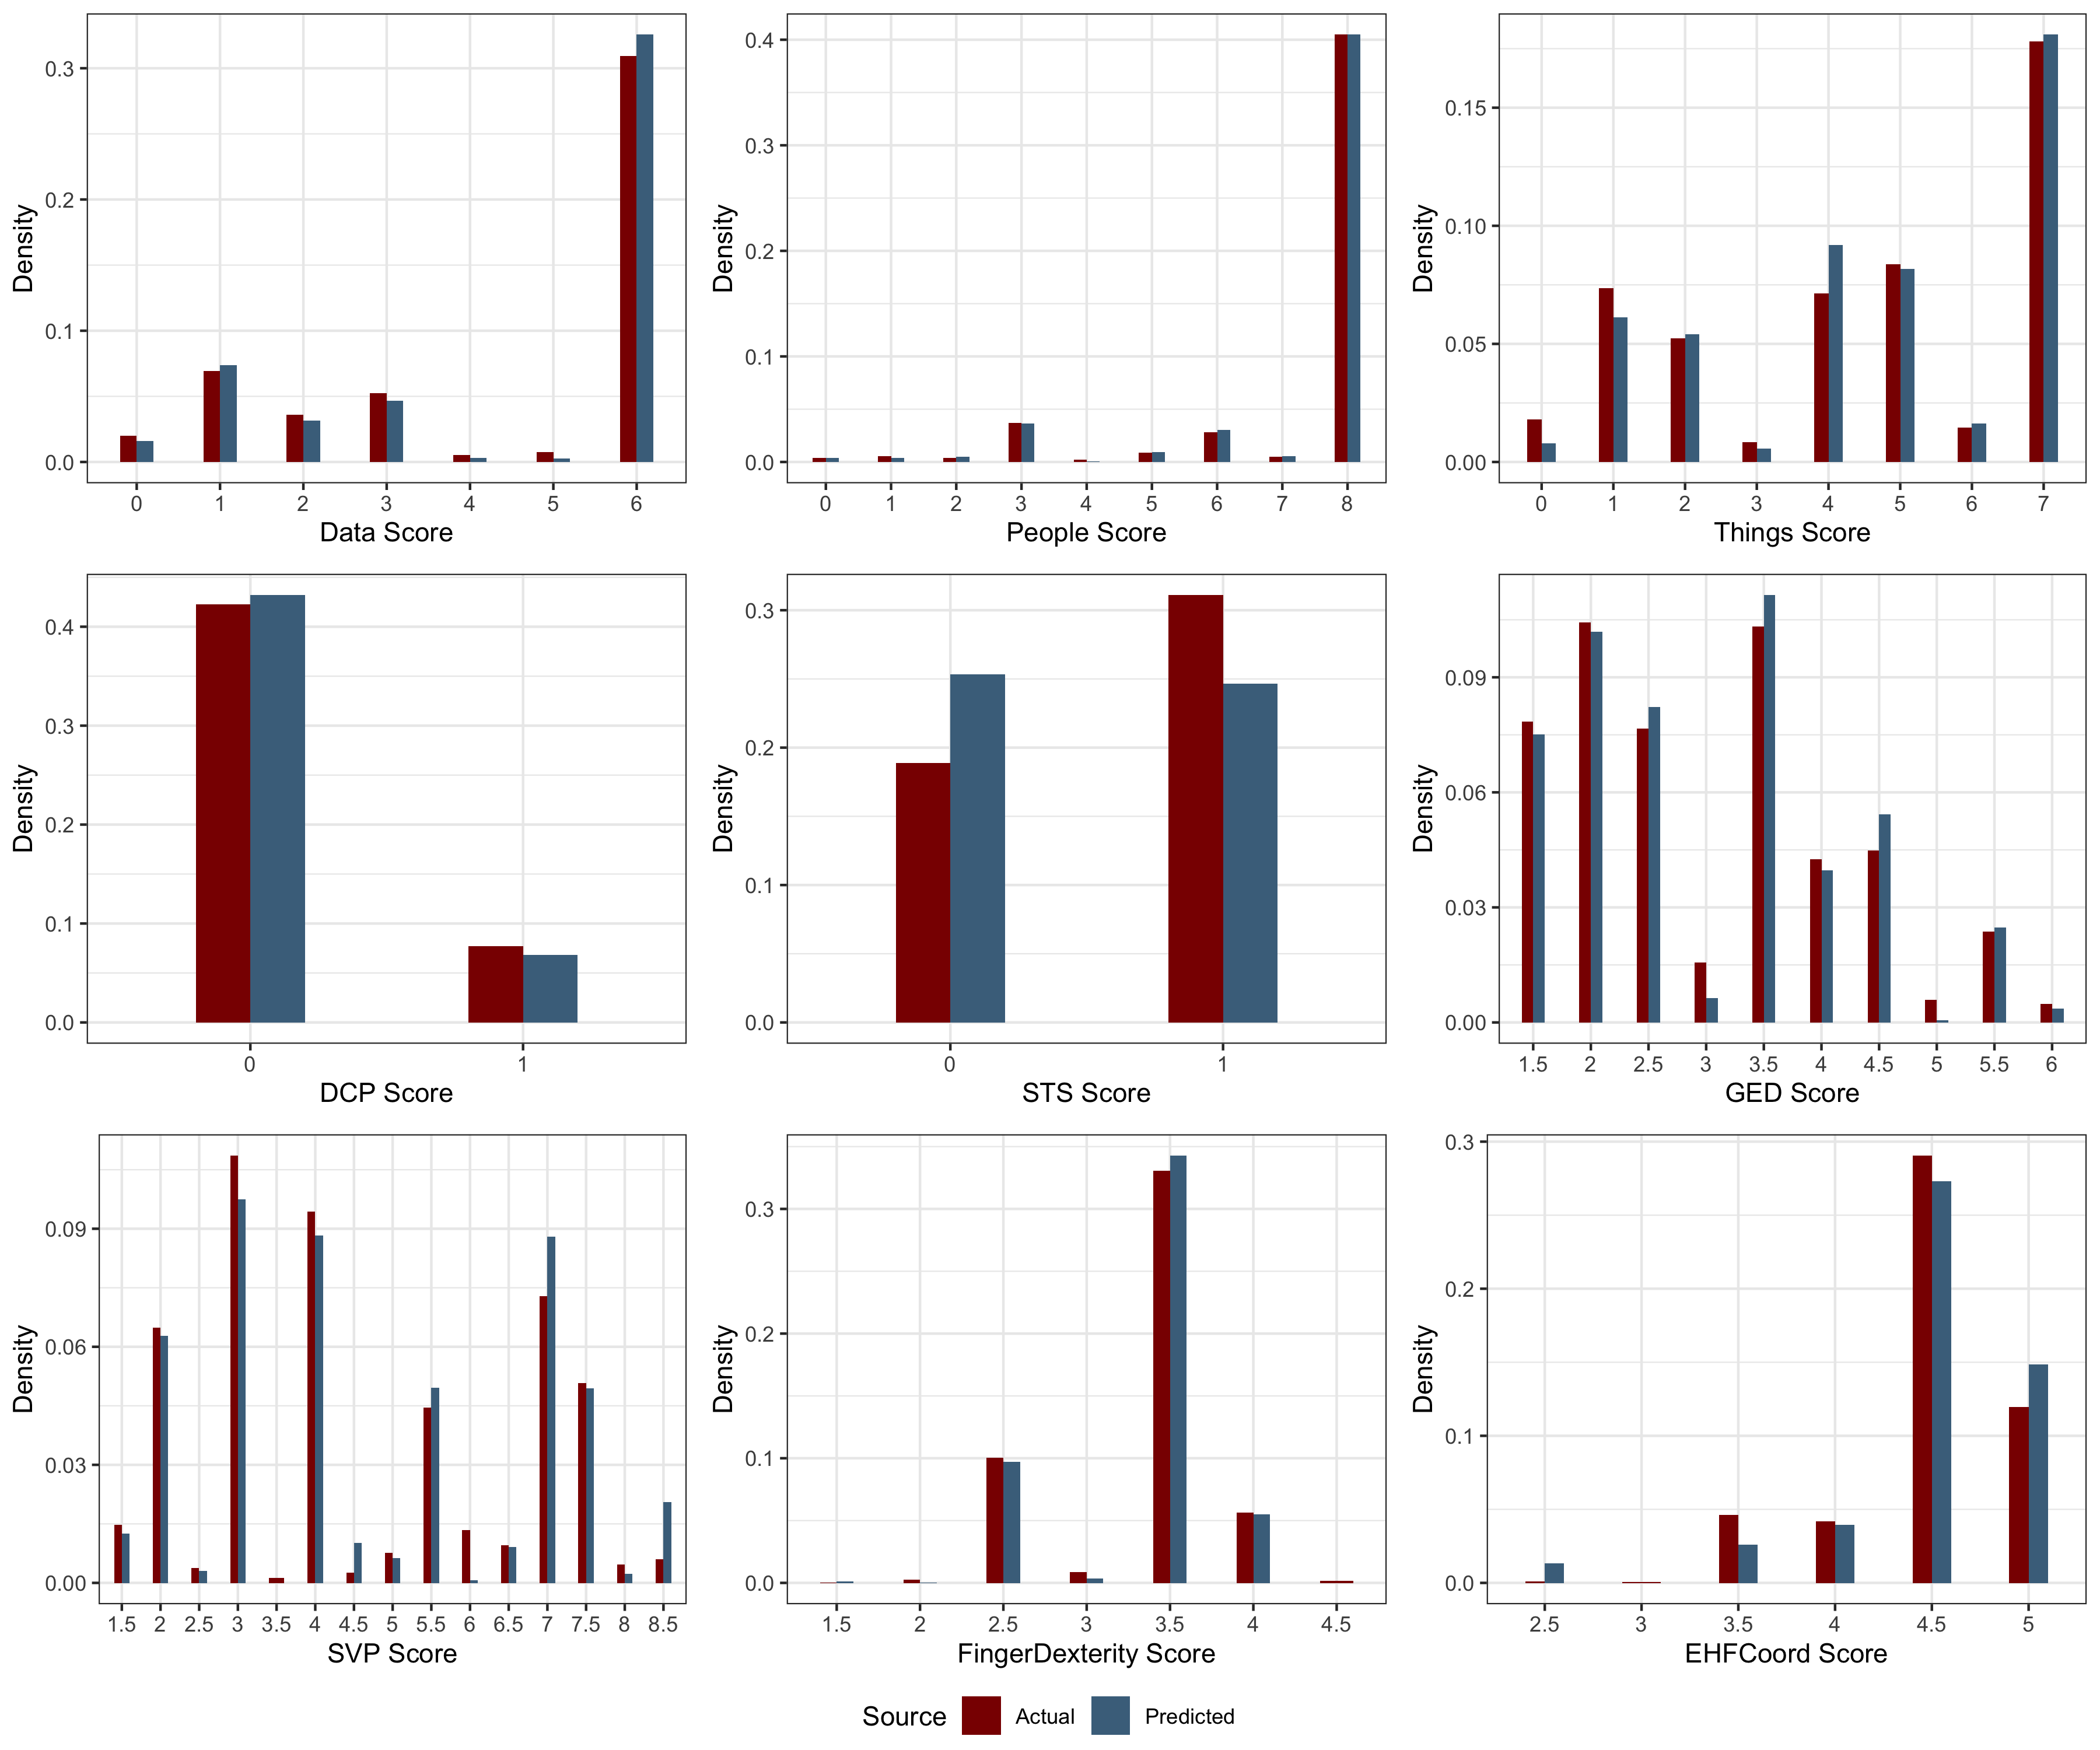 Density
0.3
0.2
0.1
0.0
0 1 2 3 4 5 6
Data Score
Density
0.4
0.3
0.2
0.1
0.0
0 1 2 3 4 5 6 7 8
People Score
Density
0.15
0.10
0.05
0.00
0 1 2 3 4 5 6 7
Things Score
Density
0.4
0.3
0.2
0.1
0.0
0 1
DCP Score
Density
0.3
0.2
0.1
0.0
0 1
STS Score
Density
0.09
0.06
0.03
0.00
1.5 2 2.5 3 3.5 4 4.5 5 5.5 6
GED Score
Density
0.09
0.06
0.03
0.00
1.5 2 2.5 3 3.5 4 4.5 5 5.5 6 6.5 7 7.5 8 8.5
SVP Score
Density
0.3
0.2
0.1
0.0
1.5 2 2.5 3 3.5 4 4.5
FingerDexterity Score
Density
0.3
0.2
0.1
0.0
2.5 3 3.5 4 4.5 5
EHFCoord Score
Source Actual Predicted